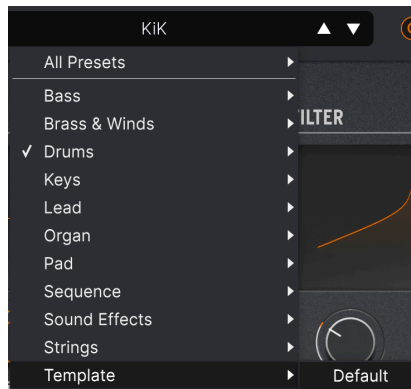 KiK
All Presets
Bass
Brass & Winds
ILTER
Drums
Keys
Lead
Organ
Pad
Sequence
Sound Effects
Strings
Template
Default